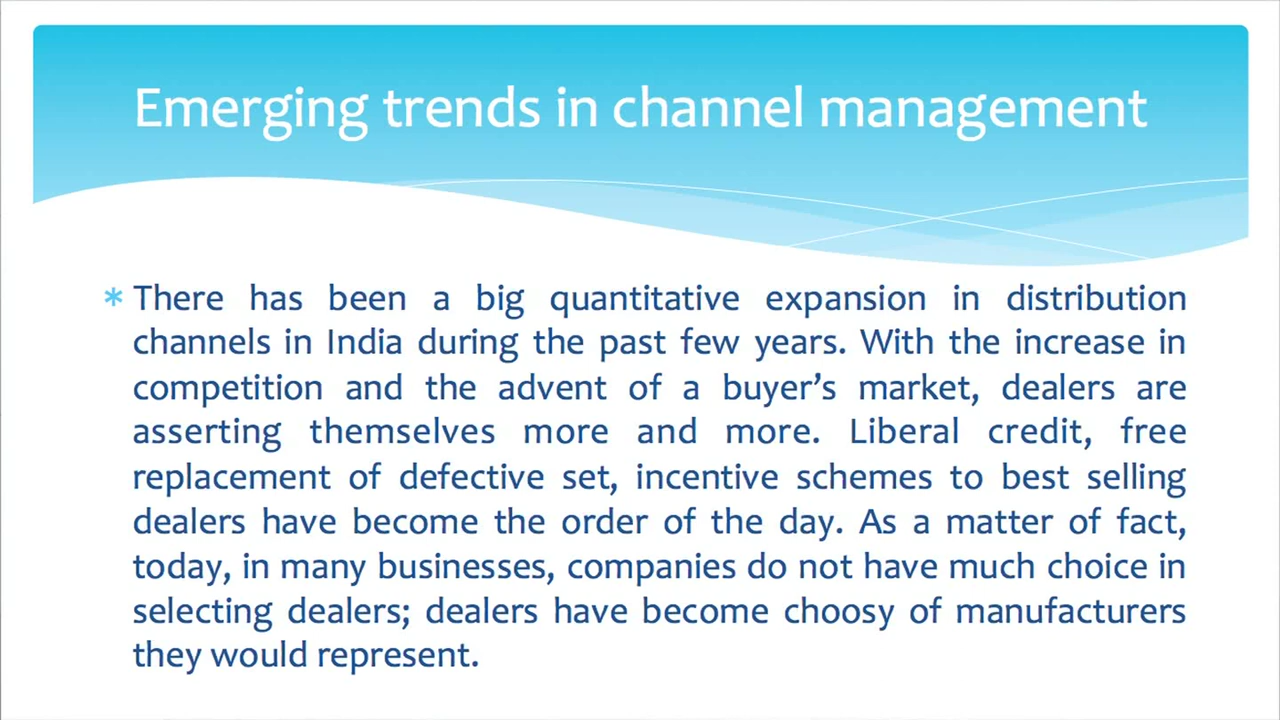 Emerging trends in channel management
* There has been a big quantitative expansion in distribution
channels in India during the past few years. With the increase in
competition and the advent of a buyer’s market, dealers are
asserting themselves more and more. Liberal credit, free
replacement of defective set, incentive schemes to best selling
dealers have become the order of the day. As a matter of fact,
today, in many businesses, companies do not have much choice in
selecting dealers; dealers have become choosy of manufacturers
they would represent.